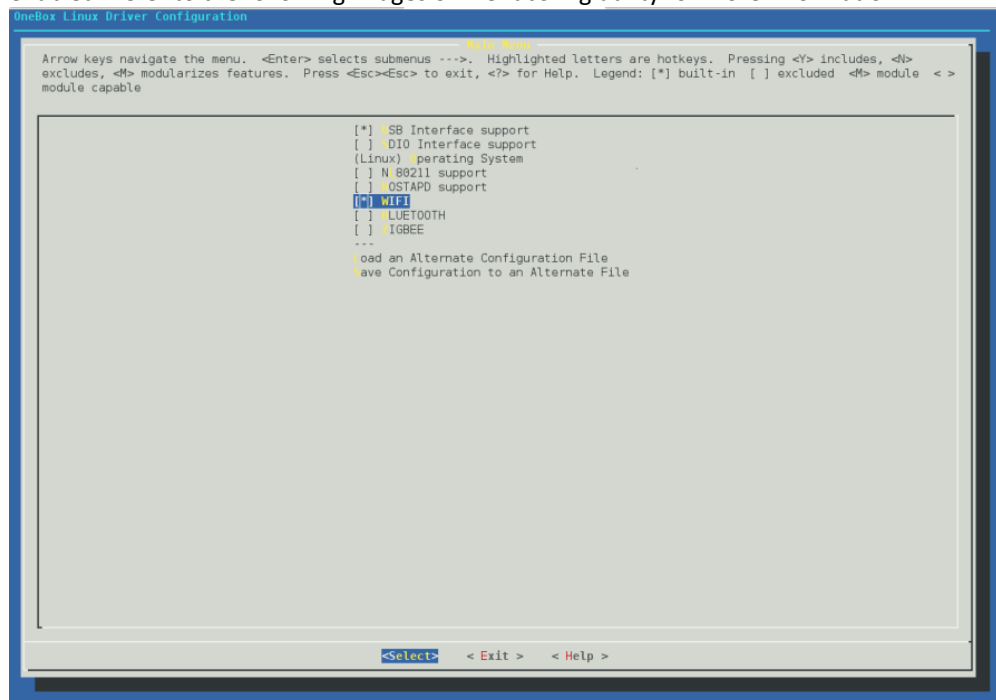 OneBox Linux Driver Configuration
Main Menu
Arrow keys navigate the menu. <Enter> selects submenus --->. Highlighted letters are hotkeys. Pressing <Y> includes, <N>
excludes, <M> modularizes features. Press <Esc><Esc> to exit, <?> for Help. Legend: [*] built-in [ ] excluded <M> module < >
module capable
[*] USB Interface support
[ ] SDIO Interface support
(Linux) Operating System
[ ] NL80211 support
[ ] HOSTAPD support
[*] WIFI
[ ] BLUETOOTH
[ ] ZIGBEE
---
Load an Alternate Configuration File
Save Configuration to an Alternate File
<Select> < Exit > < Help >